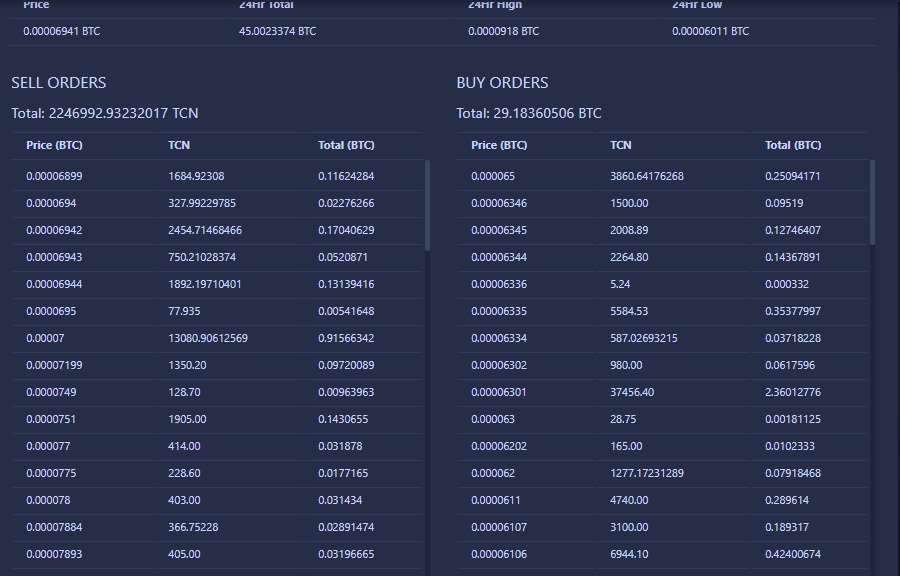 Price 24Hr Total 24Hr High 24Hr Low
0.00006941 BTC 45.0023374 BTC 0.0000918 BTC 0.00006011 BTC
SELL ORDERS
Total: 2246992.93232017 TCN
Price (BTC) TCN Total (BTC)
0.00006899 1684.92308 0.11624284
0.0000694 327.99229785 0.02276266
0.00006942 2454.71468466 0.17040629
0.00006943 750.21028374 0.0520871
0.00006944 1892.19710401 0.13139416
0.0000695 77.935 0.00541648
0.00007 13080.90612569 0.91566342
0.00007199 1350.20 0.09720089
0.0000749 128.70 0.00963963
0.0000751 1905.00 0.1430655
0.000077 414.00 0.031878
0.0000775 228.60 0.0177165
0.000078 403.00 0.031434
0.00007884 366.75228 0.02891474
0.00007893 405.00 0.03196665
BUY ORDERS
Total: 29.18360506 BTC
Price (BTC) TCN Total (BTC)
0.000065 3860.64176268 0.25094171
0.00006346 1500.00 0.09519
0.00006345 2008.89 0.12746407
0.00006344 2264.80 0.14367891
0.00006336 5.24 0.000332
0.00006335 5584.53 0.35377997
0.00006334 587.02693215 0.03718228
0.00006302 980.00 0.0617596
0.00006301 37456.40 2.36012776
0.000063 28.75 0.00181125
0.00006202 165.00 0.0102333
0.000062 1277.17231289 0.07918468
0.0000611 4740.00 0.289614
0.00006107 3100.00 0.189317
0.00006106 6944.10 0.42400674